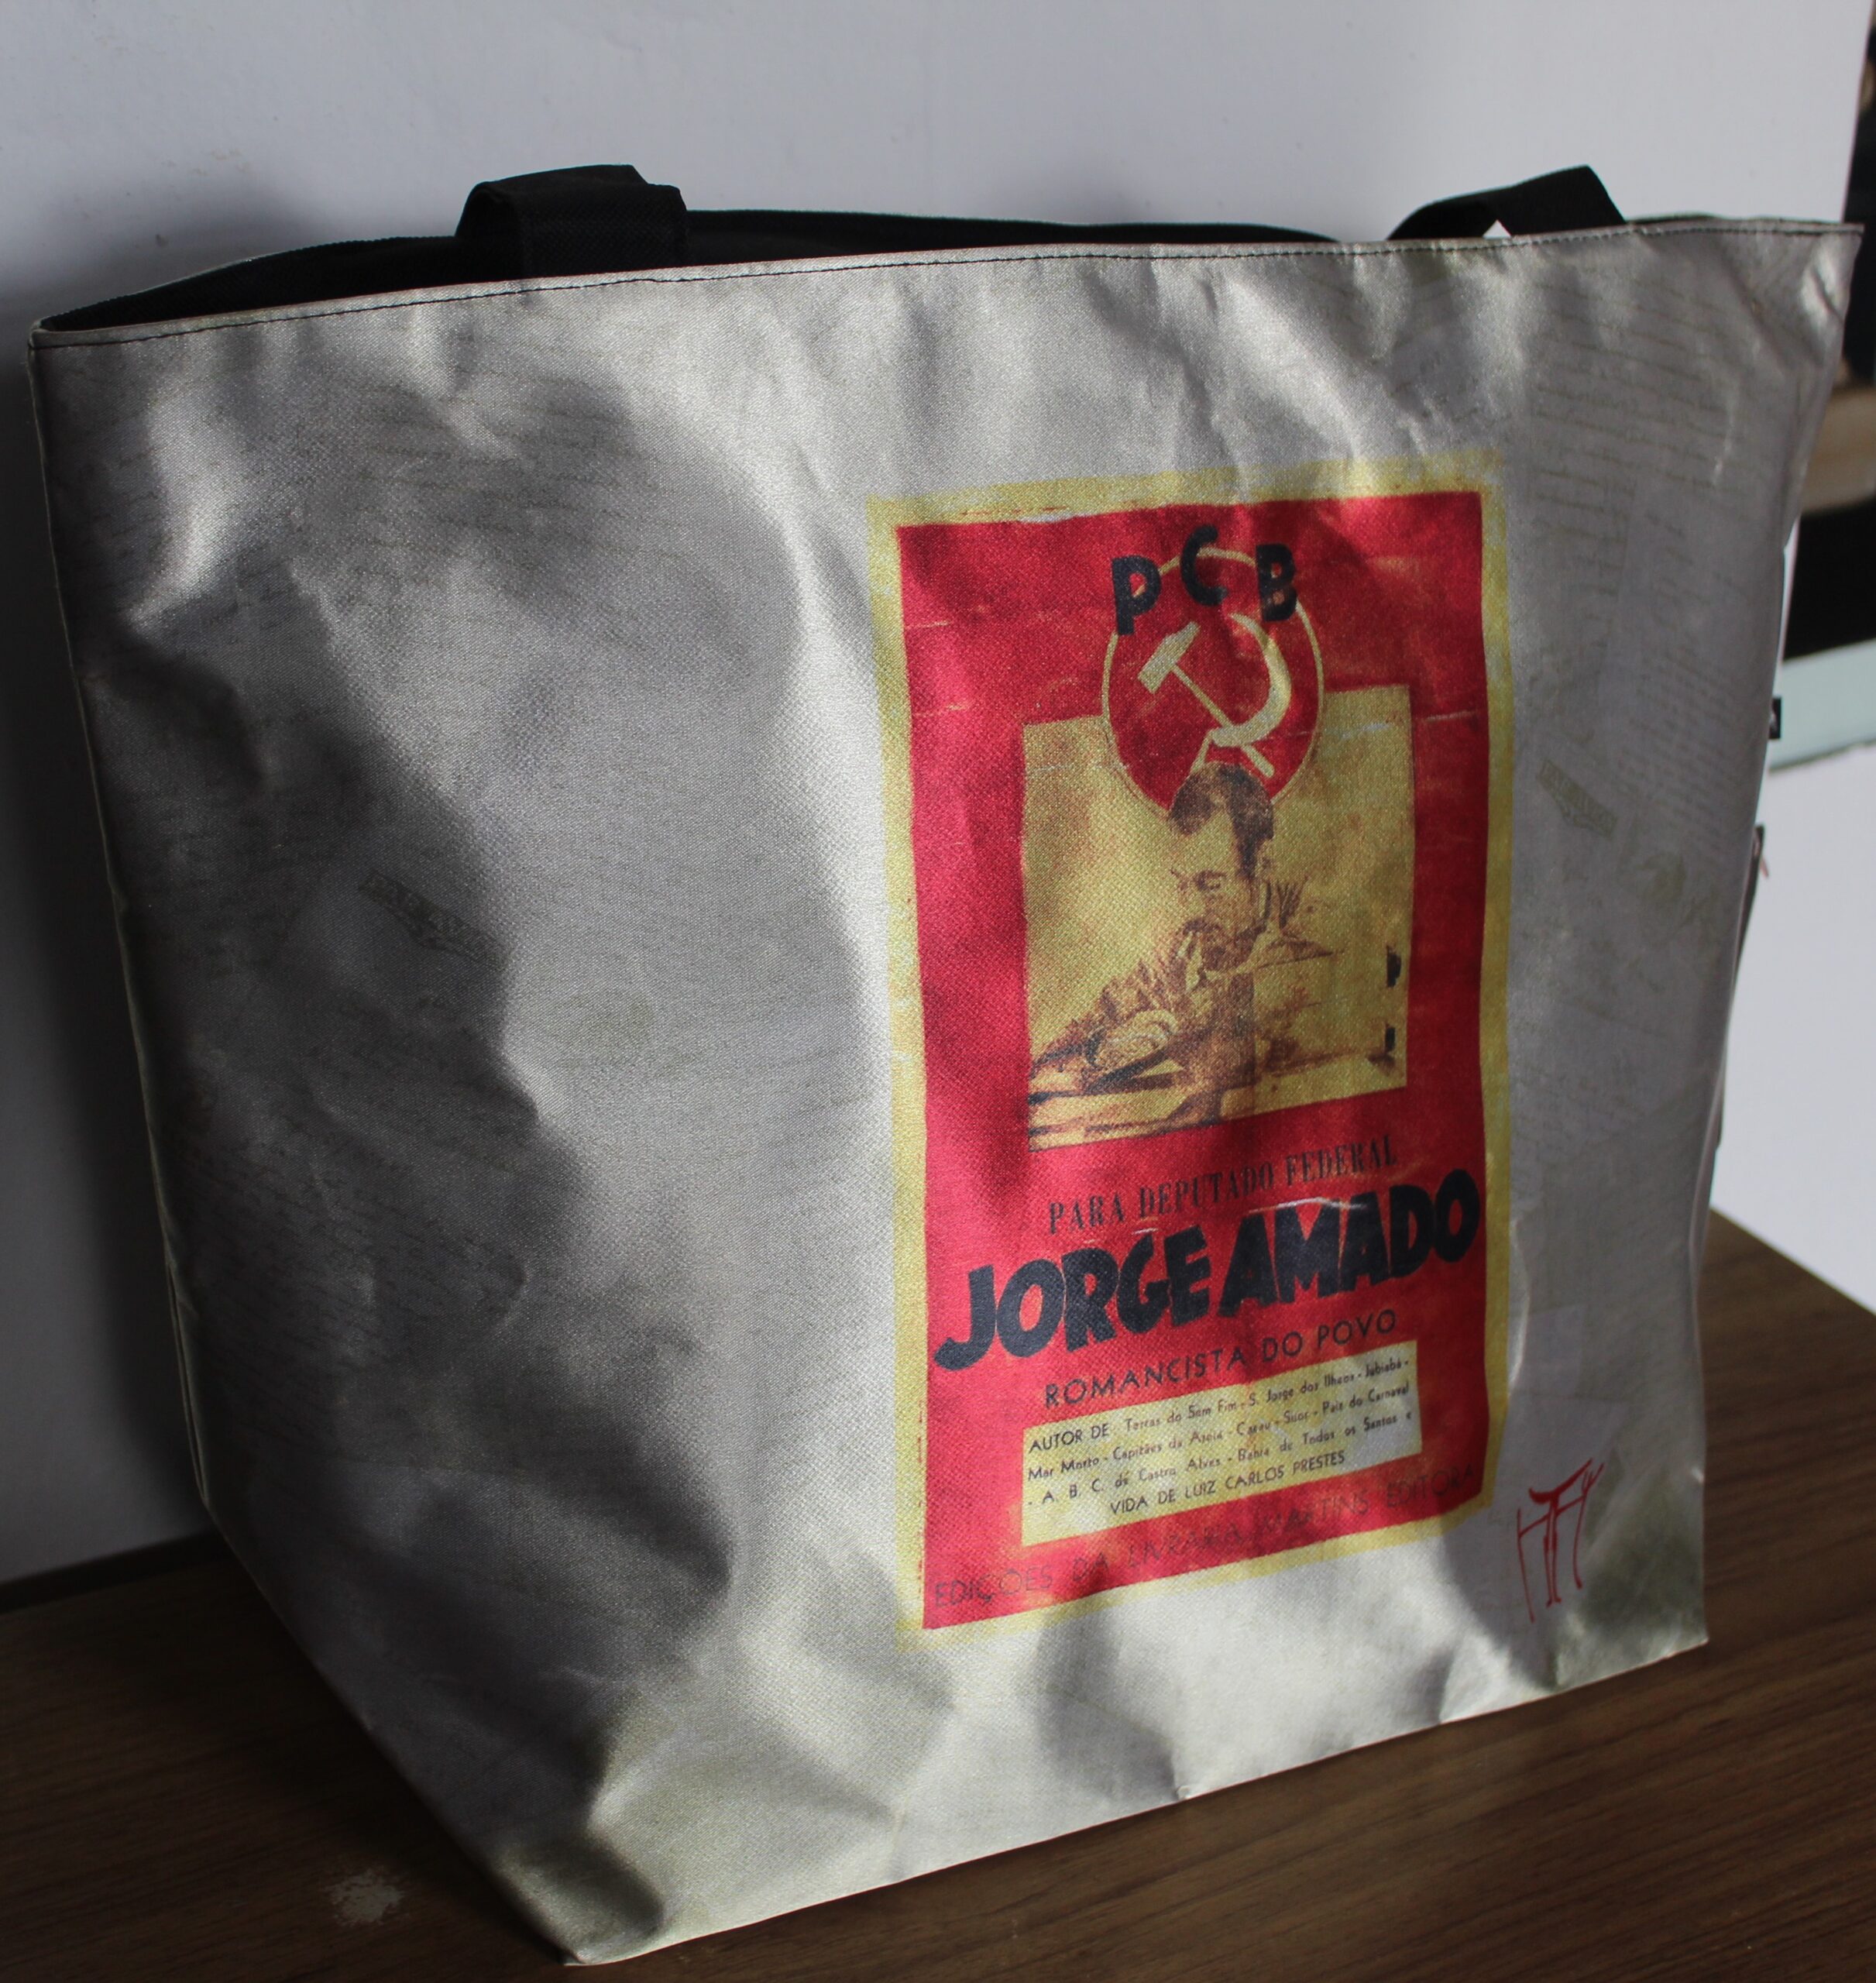 PCB
PARA DEPUTADO FEDERAL
JORGE AMADO
ROMANCISTA DO POVO
AUTOR DE Terras do Sem Fim - S. Jorge dos Ilheos - Jubiabá -
Mar Morto - Capitães da Areia - Cacau - Suor - Pais do Carnaval
- A. B. C. de Castro Alves - Bahia de Todos os Santos e
VIDA DE LUIZ CARLOS PRESTES
EDIÇÕES DA LIVRARIA MARTINS EDITORA